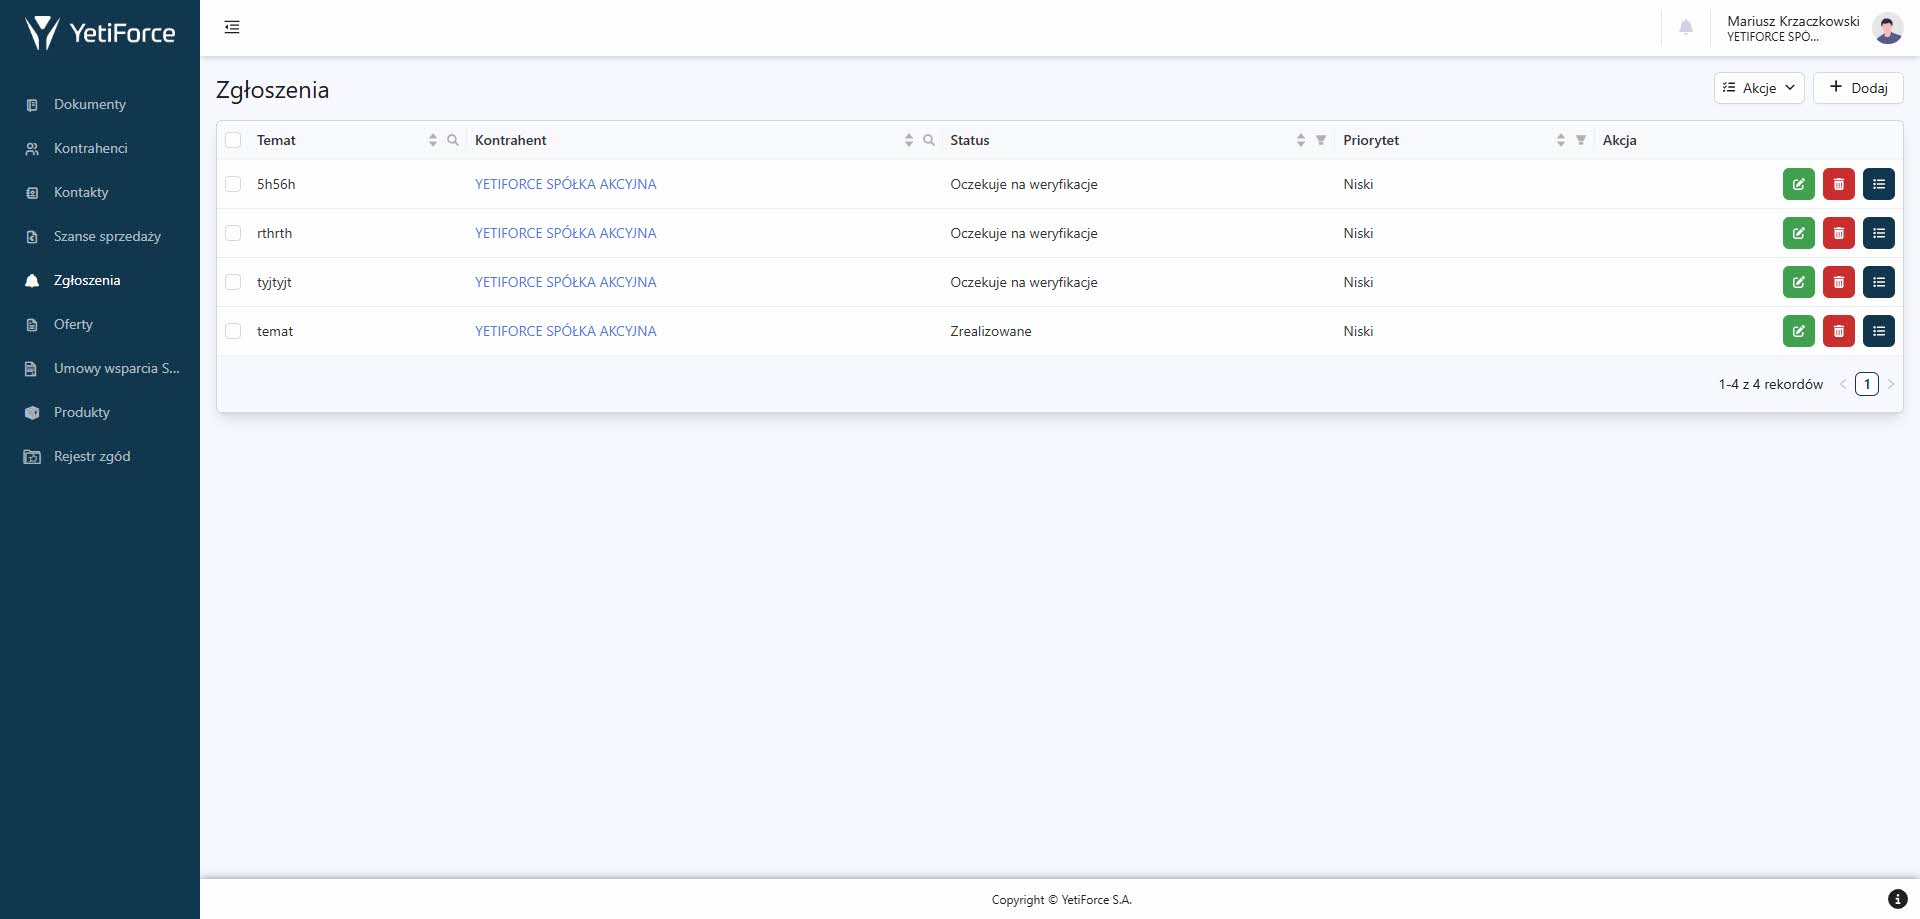 YetiForce
Mariusz Krzaczkowski
YETIFORCE SPÓ...
Dokumenty
Kontrahenci
Kontakty
Szanse sprzedaży
Zgłoszenia
Oferty
Umowy wsparcia S...
Produkty
Rejestr zgód
Zgłoszenia
Akcje
Dodaj
Temat Kontrahent Status Priorytet Akcja
5h56h YETIFORCE SPÓŁKA AKCYJNA Oczekuje na weryfikacje Niski
rthrth YETIFORCE SPÓŁKA AKCYJNA Oczekuje na weryfikacje Niski
tyjtyjt YETIFORCE SPÓŁKA AKCYJNA Oczekuje na weryfikacje Niski
temat YETIFORCE SPÓŁKA AKCYJNA Zrealizowane Niski
1-4 z 4 rekordów 1
Copyright © YetiForce S.A.